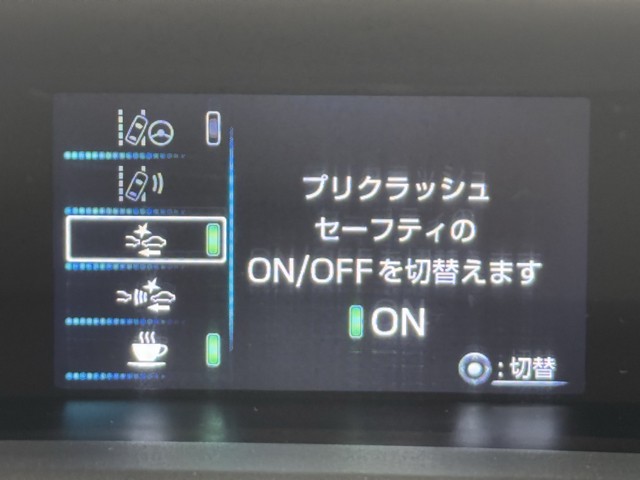 プリクラッシュ
セーフティの
ON/OFFを切替えます
ON
:切替